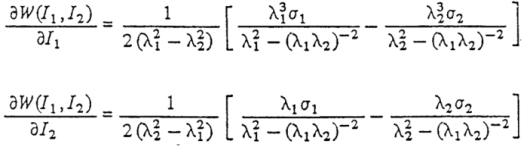 ∂W(I₁,I₂)/∂I₁ = 1/(2(λ₁²−λ₂²)) [ λ₁³σ₁/(λ₁²−(λ₁λ₂)⁻²) − λ₂³σ₂/(λ₂²−(λ₁λ₂)⁻²) ]
∂W(I₁,I₂)/∂I₂ = 1/(2(λ₂²−λ₁²)) [ λ₁σ₁/(λ₁²−(λ₁λ₂)⁻²) − λ₂σ₂/(λ₂²−(λ₁λ₂)⁻²) ]